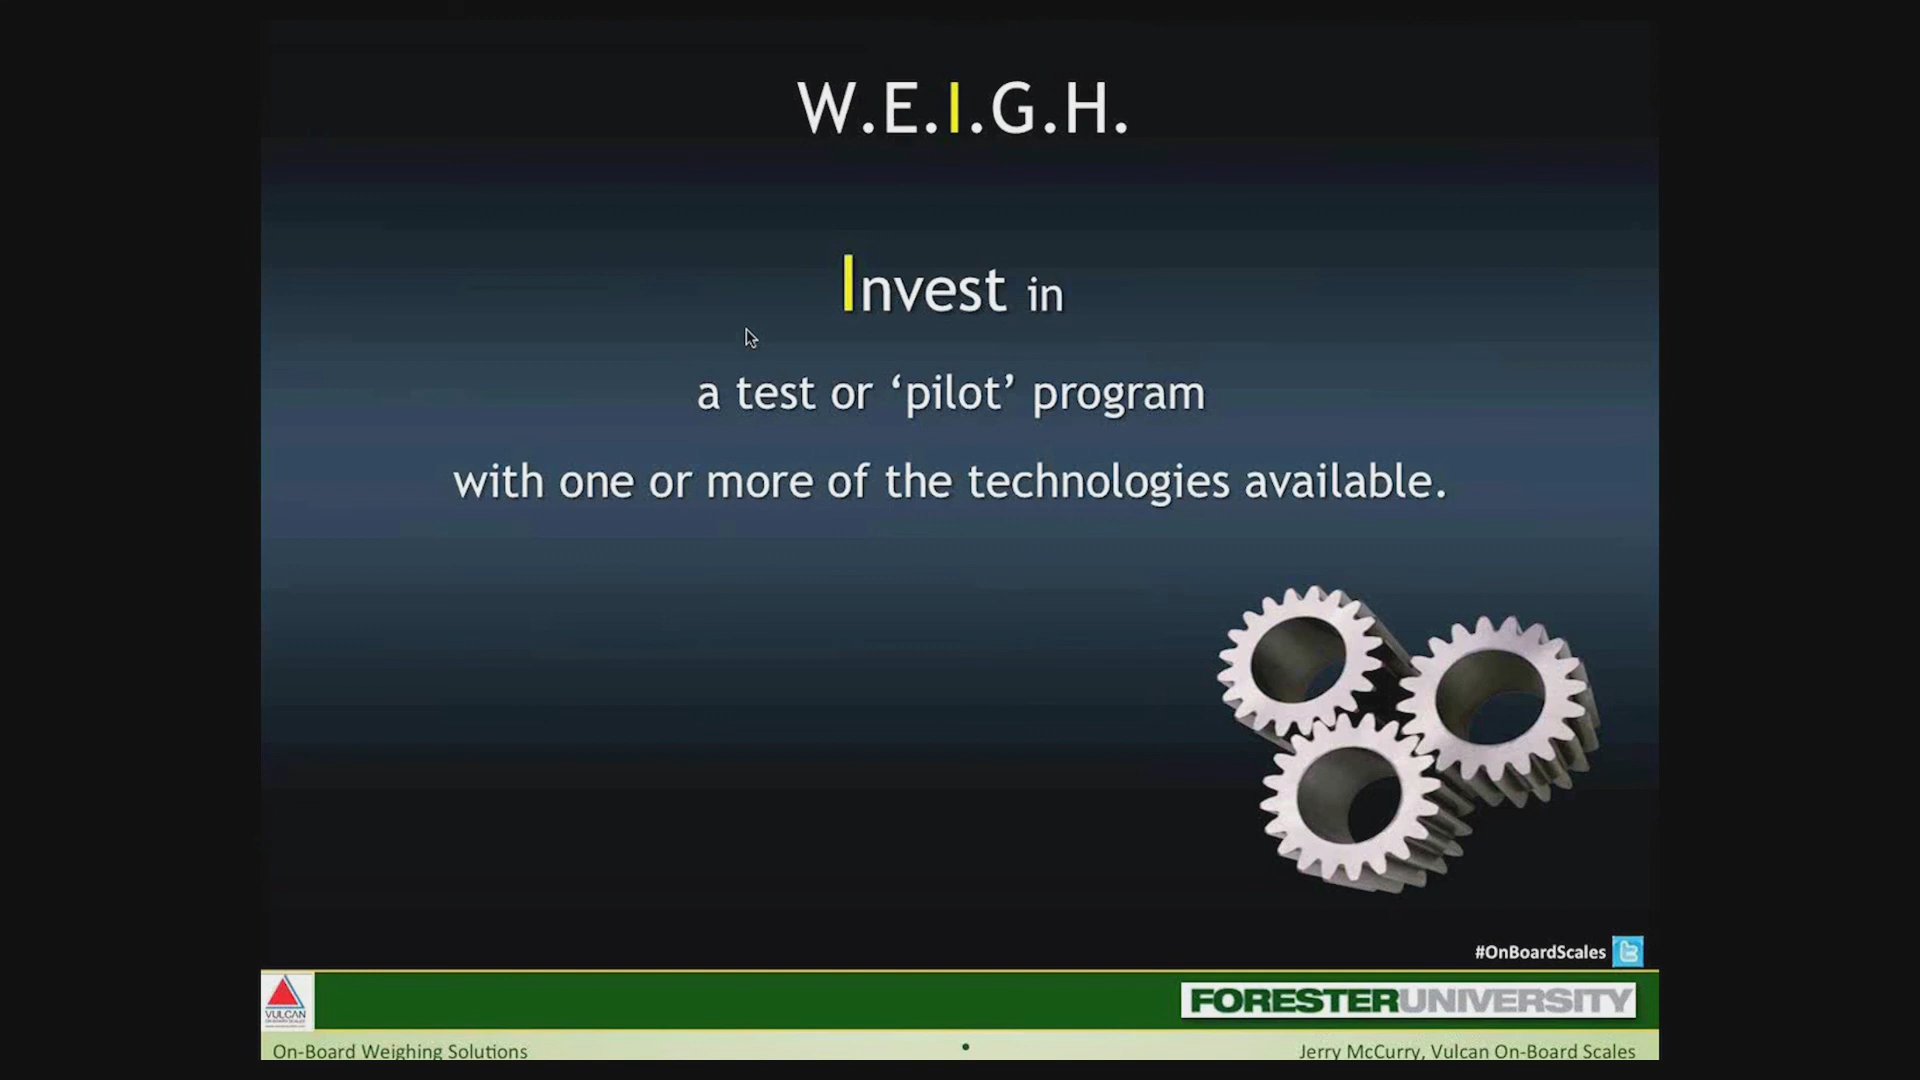 W.E.I.G.H.
Invest in
a test or ‘pilot’ program
with one or more of the technologies available.
#OnBoardScales
VULCAN
FORESTERUNIVERSITY
On-Board Weighing Solutions
Jerry McCurry, Vulcan On-Board Scales